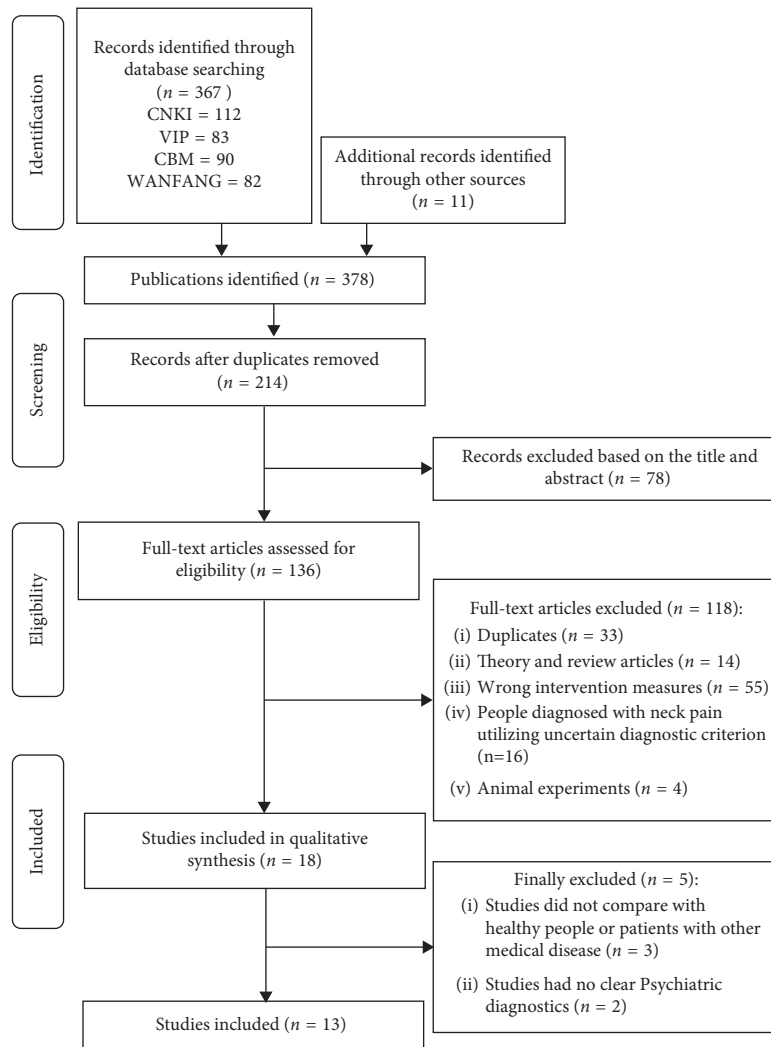 Identification
Records identified through
database searching
(n = 367 )
CNKI = 112
VIP = 83
CBM = 90
WANFANG = 82
Additional records identified
through other sources
(n = 11)
Publications identified (n = 378)
Screening
Records after duplicates removed
(n = 214)
Records excluded based on the title and
abstract (n = 78)
Eligibility
Full-text articles assessed for
eligibility (n = 136)
Full-text articles excluded (n = 118):
(i) Duplicates (n = 33)
(ii) Theory and review articles (n = 14)
(iii) Wrong intervention measures (n = 55)
(iv) People diagnosed with neck pain
utilizing uncertain diagnostic criterion
(n=16)
(v) Animal experiments (n = 4)
Included
Studies included in qualitative
synthesis (n = 18)
Finally excluded (n = 5):
(i) Studies did not compare with
healthy people or patients with other
medical disease (n = 3)
(ii) Studies had no clear Psychiatric
diagnostics (n = 2)
Studies included (n = 13)